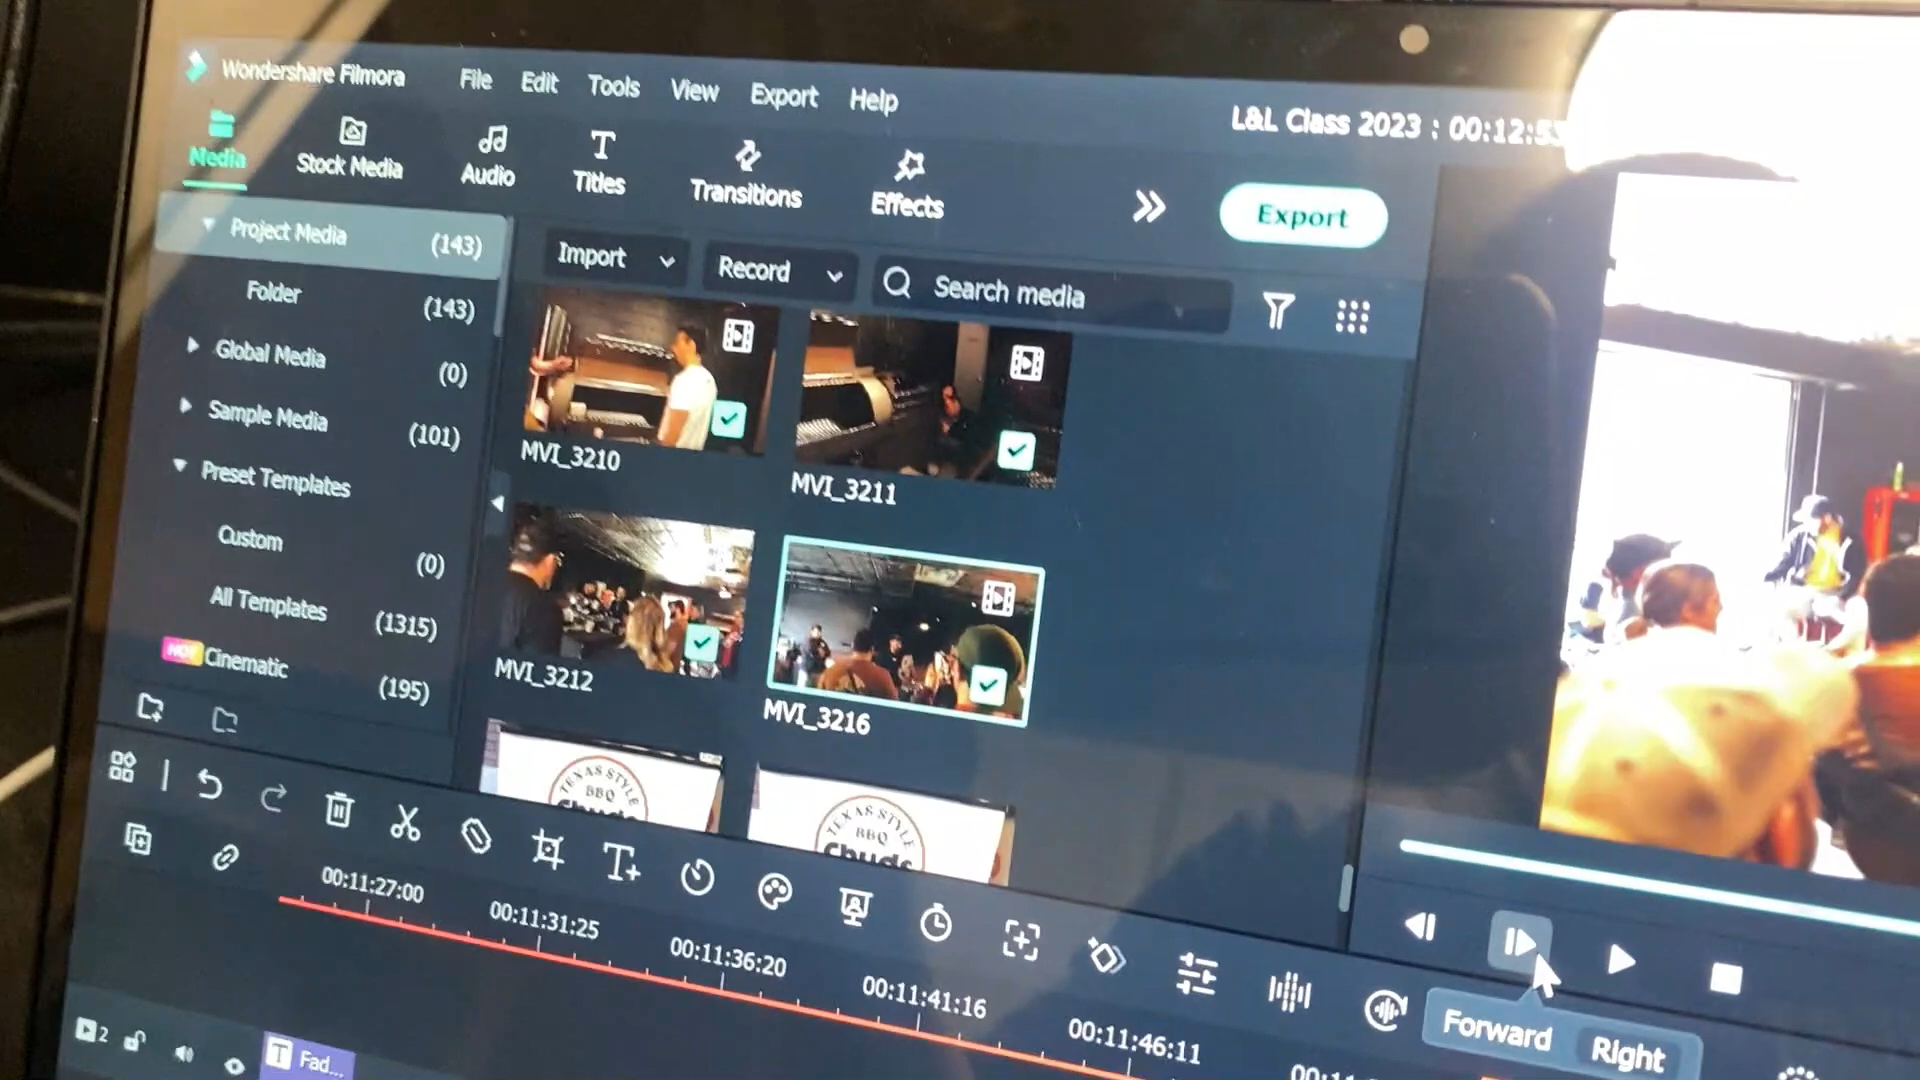 Wondershare Filmora File Edit Tools View Export Help
L&L Class 2023 : 00:12:53
Media Stock Media Audio Titles Transitions Effects
Export
Project Media (143)
Folder (143)
Global Media (0)
Sample Media (101)
Preset Templates
Custom (0)
All Templates (1315)
HOT Cinematic (195)
Import Record Search media
MVI_3210 MVI_3211
MVI_3212 MVI_3216
TEXAS STYLE
BBQ
Chuds
TEXAS STYLE
BBQ
Chuds
00:11:27:00 00:11:31:25 00:11:36:20 00:11:41:16 00:11:46:11
Forward Right
2
T Fad...